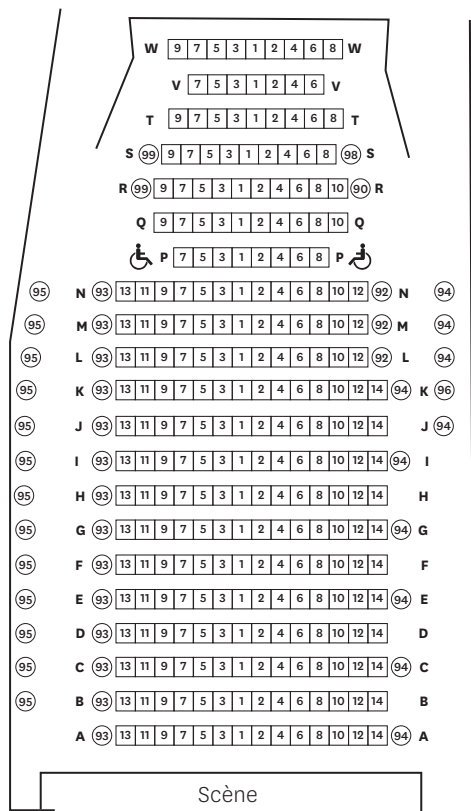 W 9 7 5 3 1 2 4 6 8 W
V 7 5 3 1 2 4 6 V
T 9 7 5 3 1 2 4 6 8 T
S 99 9 7 5 3 1 2 4 6 8 98 S
R 99 9 7 5 3 1 2 4 6 8 10 90 R
Q 9 7 5 3 1 2 4 6 8 10 Q
P 7 5 3 1 2 4 6 8 P
95 N 93 13 11 9 7 5 3 1 2 4 6 8 10 12 92 N 94
95 M 93 13 11 9 7 5 3 1 2 4 6 8 10 12 92 M 94
95 L 93 13 11 9 7 5 3 1 2 4 6 8 10 12 92 L 94
95 K 93 13 11 9 7 5 3 1 2 4 6 8 10 12 14 94 K 96
95 J 93 13 11 9 7 5 3 1 2 4 6 8 10 12 14 J 94
95 I 93 13 11 9 7 5 3 1 2 4 6 8 10 12 14 94 I
95 H 93 13 11 9 7 5 3 1 2 4 6 8 10 12 14 H
95 G 93 13 11 9 7 5 3 1 2 4 6 8 10 12 14 94 G
95 F 93 13 11 9 7 5 3 1 2 4 6 8 10 12 14 F
95 E 93 13 11 9 7 5 3 1 2 4 6 8 10 12 14 94 E
95 D 93 13 11 9 7 5 3 1 2 4 6 8 10 12 14 D
95 C 93 13 11 9 7 5 3 1 2 4 6 8 10 12 14 94 C
95 B 93 13 11 9 7 5 3 1 2 4 6 8 10 12 14 B
A 93 13 11 9 7 5 3 1 2 4 6 8 10 12 14 94 A
Scène